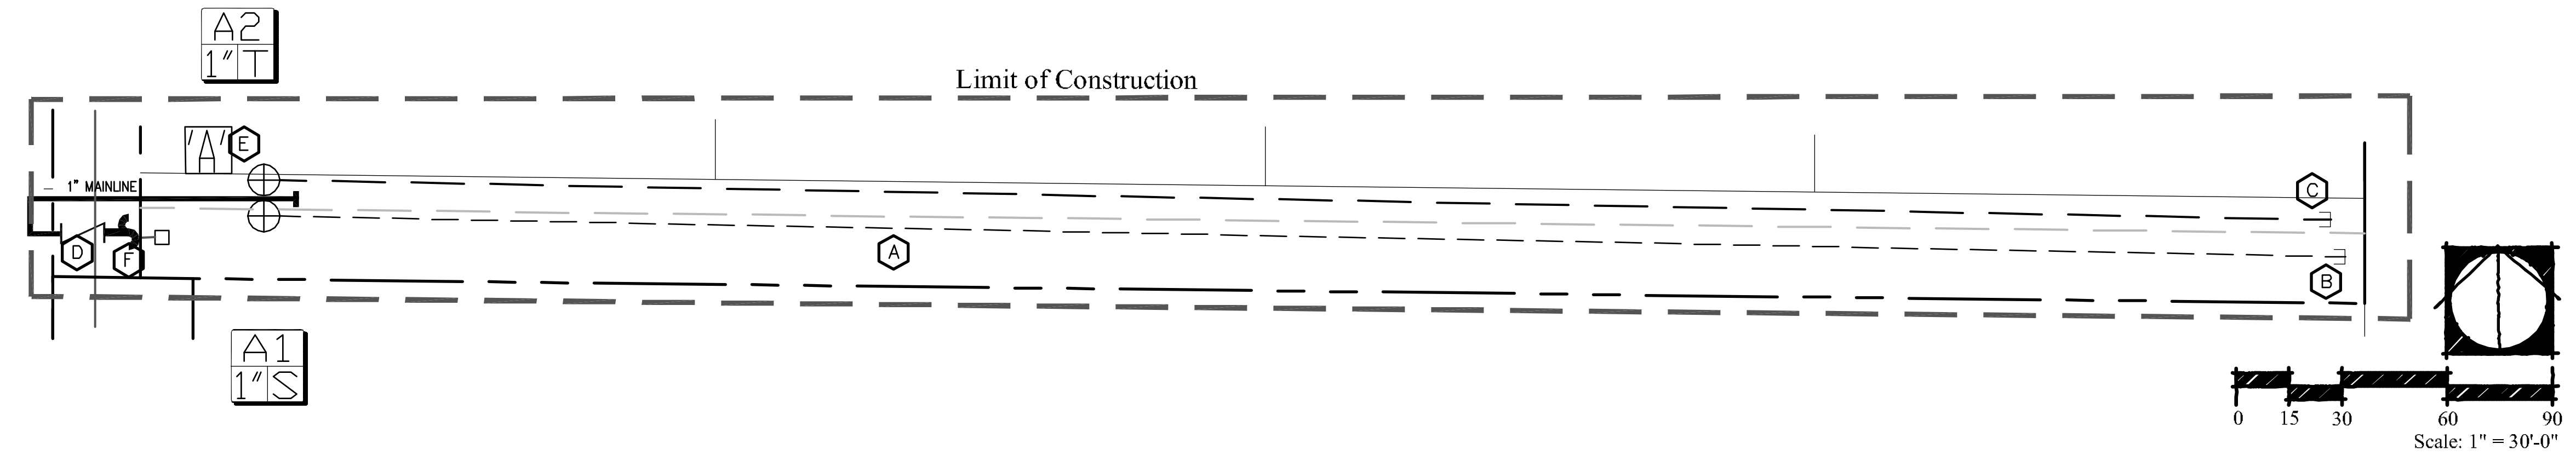 A2
1" T
Limit of Construction
'A'
E
1" MAINLINE
C
D
F
A
B
A1
1" S
0 15 30 60 90
Scale: 1" = 30'-0"